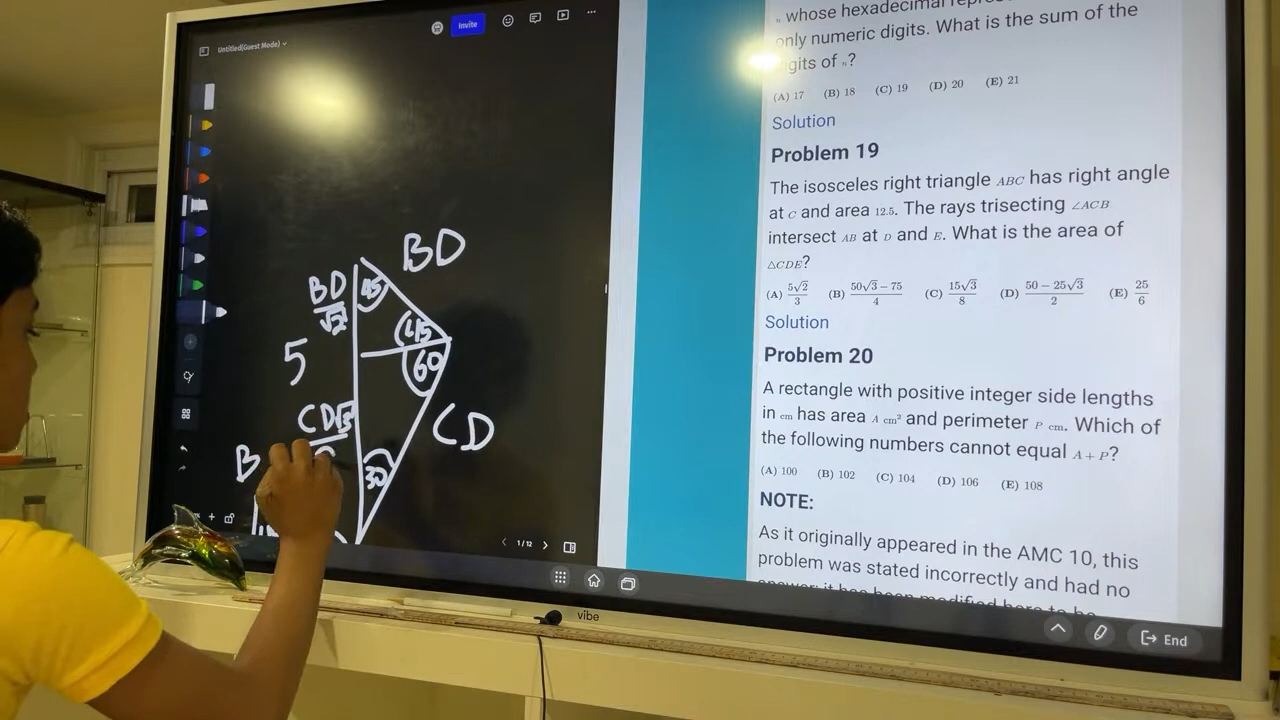 Untitled(Guest Mode)
Invite
BD
BD
√2
45
45
60
5
CD√3
CD
30
B
1/12
whose hexadecimal
only numeric digits. What is the sum of the
gits of n?
(A) 17 (B) 18 (C) 19 (D) 20 (E) 21
Solution
Problem 19
The isosceles right triangle ABC has right angle
at C and area 12.5. The rays trisecting ∠ACB
intersect AB at D and E. What is the area of
△CDE?
(A) 5√2/3 (B) 50√3 − 75/4 (C) 15√3/8 (D) 50 − 25√3/2 (E) 25/6
Solution
Problem 20
A rectangle with positive integer side lengths
in cm has area A cm² and perimeter P cm. Which of
the following numbers cannot equal A + P?
(A) 100 (B) 102 (C) 104 (D) 106 (E) 108
NOTE:
As it originally appeared in the AMC 10, this
problem was stated incorrectly and had no
End
vibe